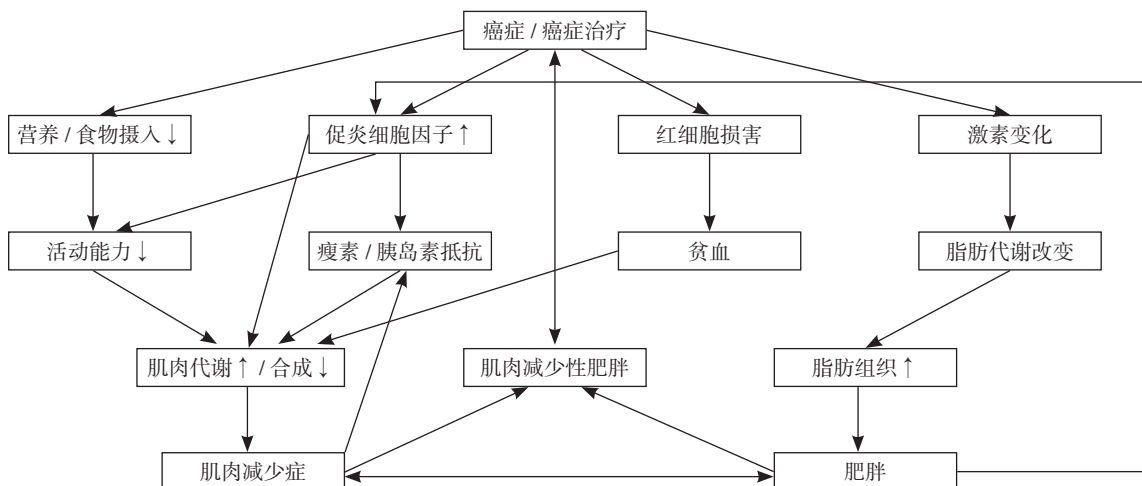 癌症 / 癌症治疗
营养 / 食物摄入↓
促炎细胞因子↑
红细胞损害
激素变化
活动能力↓
瘦素 / 胰岛素抵抗
贫血
脂肪代谢改变
肌肉代谢↑ / 合成↓
肌肉减少性肥胖
脂肪组织↑
肌肉减少症
肥胖